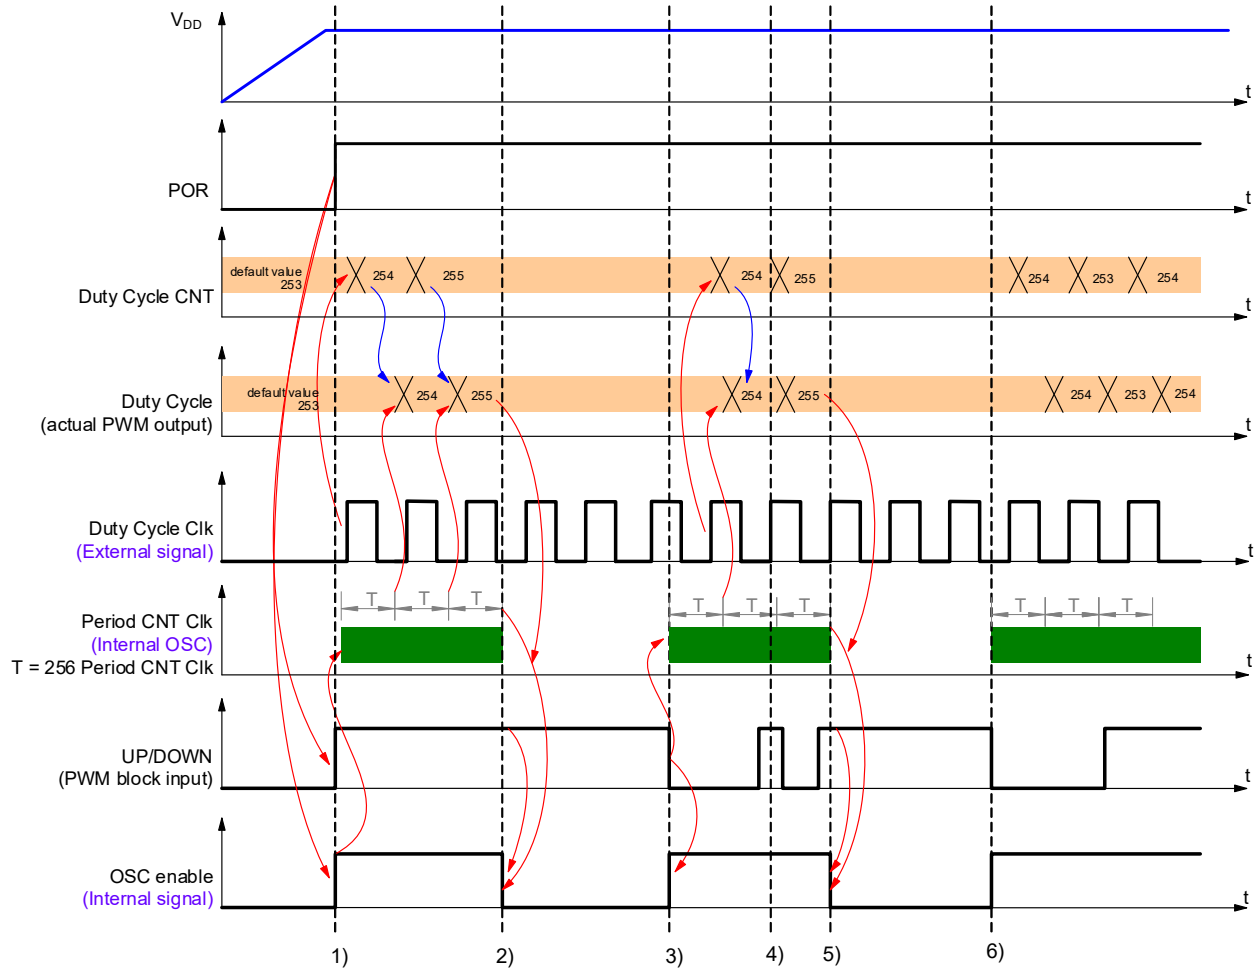 VDD
t
POR
t
default value
253
254
255
254
255
254
253
254
Duty Cycle CNT
t
default value
253
254
255
254
255
254
253
254
Duty Cycle
(actual PWM output)
t
Duty Cycle Clk
(External signal)
t
T
T
T
T
T
T
T
T
T
Period CNT Clk
(Internal OSC)
T = 256 Period CNT Clk
t
UP/DOWN
(PWM block input)
t
OSC enable
(Internal signal)
t
1)
2)
3)
4)
5)
6)